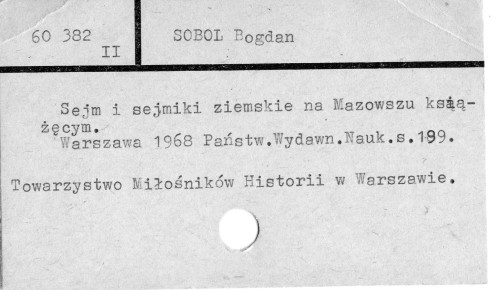 60 382
II
SOBOL Bogdan
Sejm i sejmiki ziemskie na Mazowszu ksią-
żęcym.
Warszawa 1968 Państw.Wydawn.Nauk.s.199.
Towarzystwo Miłośników Historii w Warszawie.